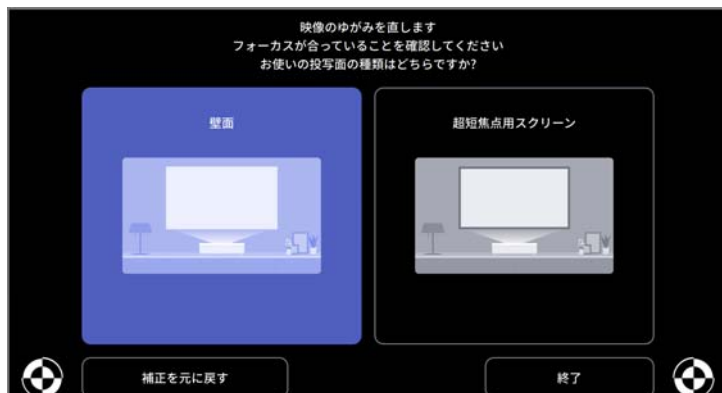 映像のゆがみを直します
フォーカスが合っていることを確認してください
お使いの投写面の種類はどちらですか?
壁面
超短焦点用スクリーン
補正を元に戻す
終了